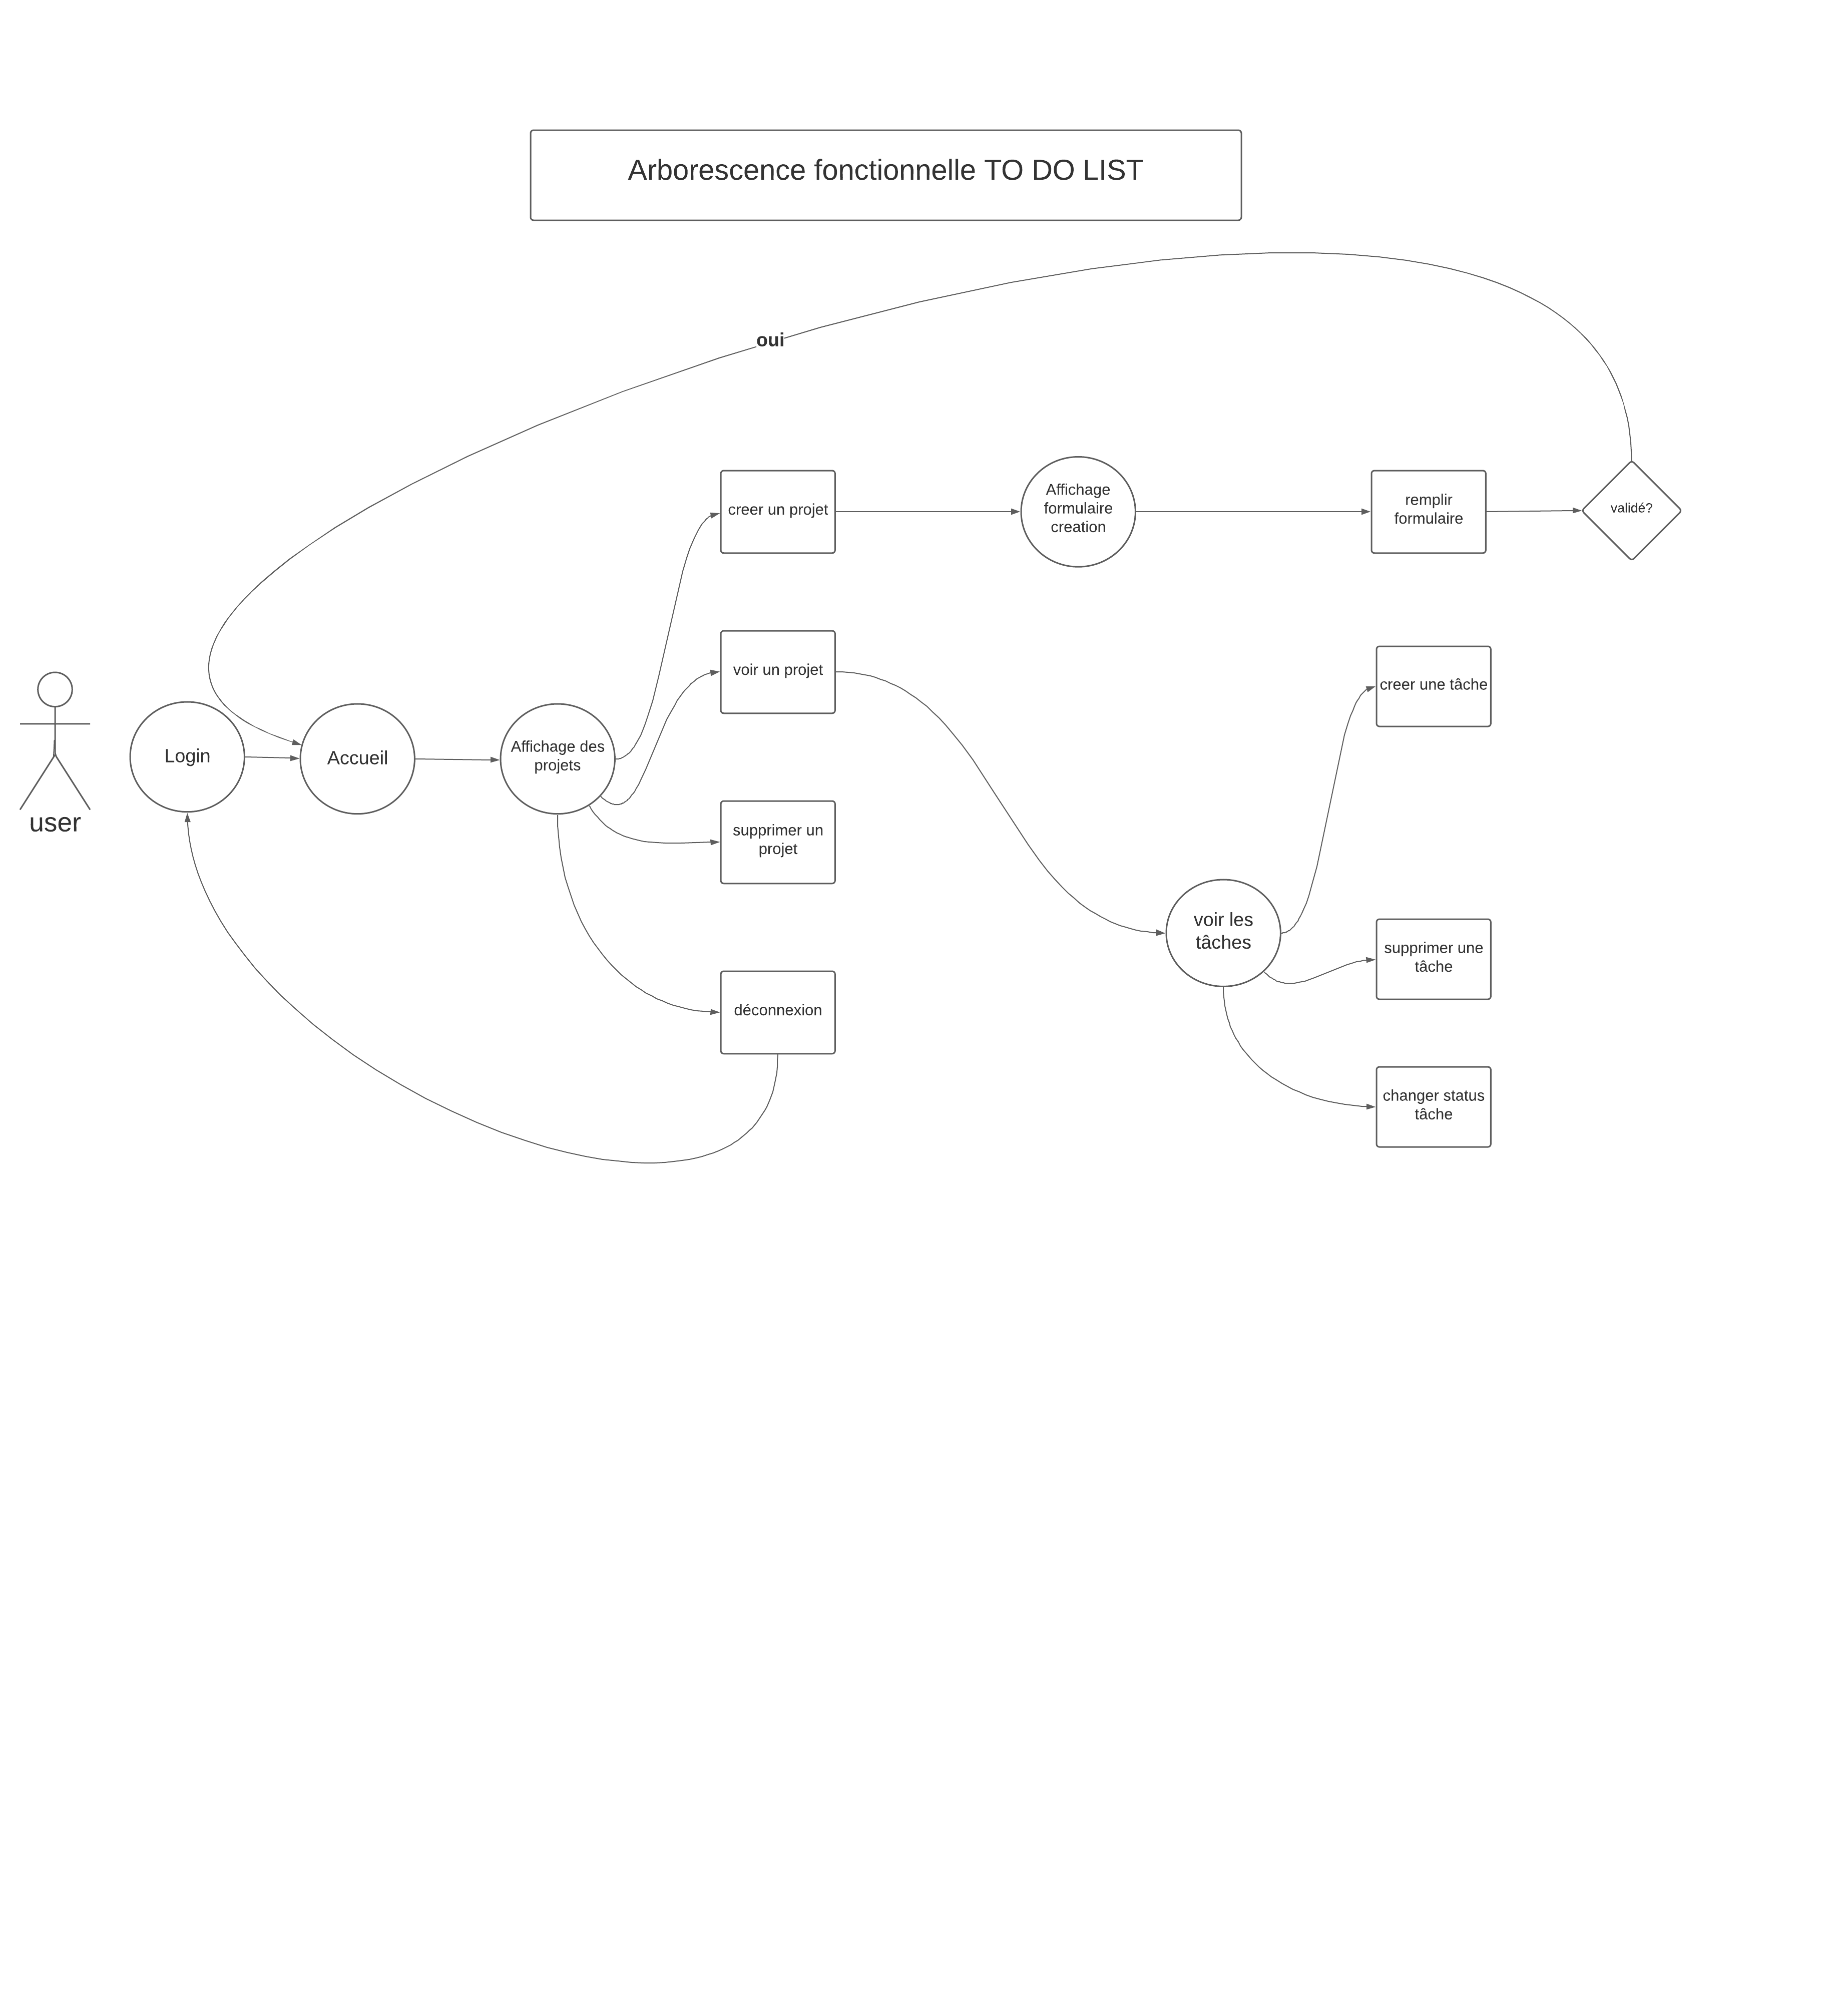 Arborescence fonctionnelle TO DO LIST
oui
creer un projet
Affichage
formulaire
creation
remplir
formulaire
validé?
voir un projet
creer une tâche
user
Login
Accueil
Affichage des
projets
supprimer un
projet
voir les
tâches
supprimer une
tâche
déconnexion
changer status
tâche